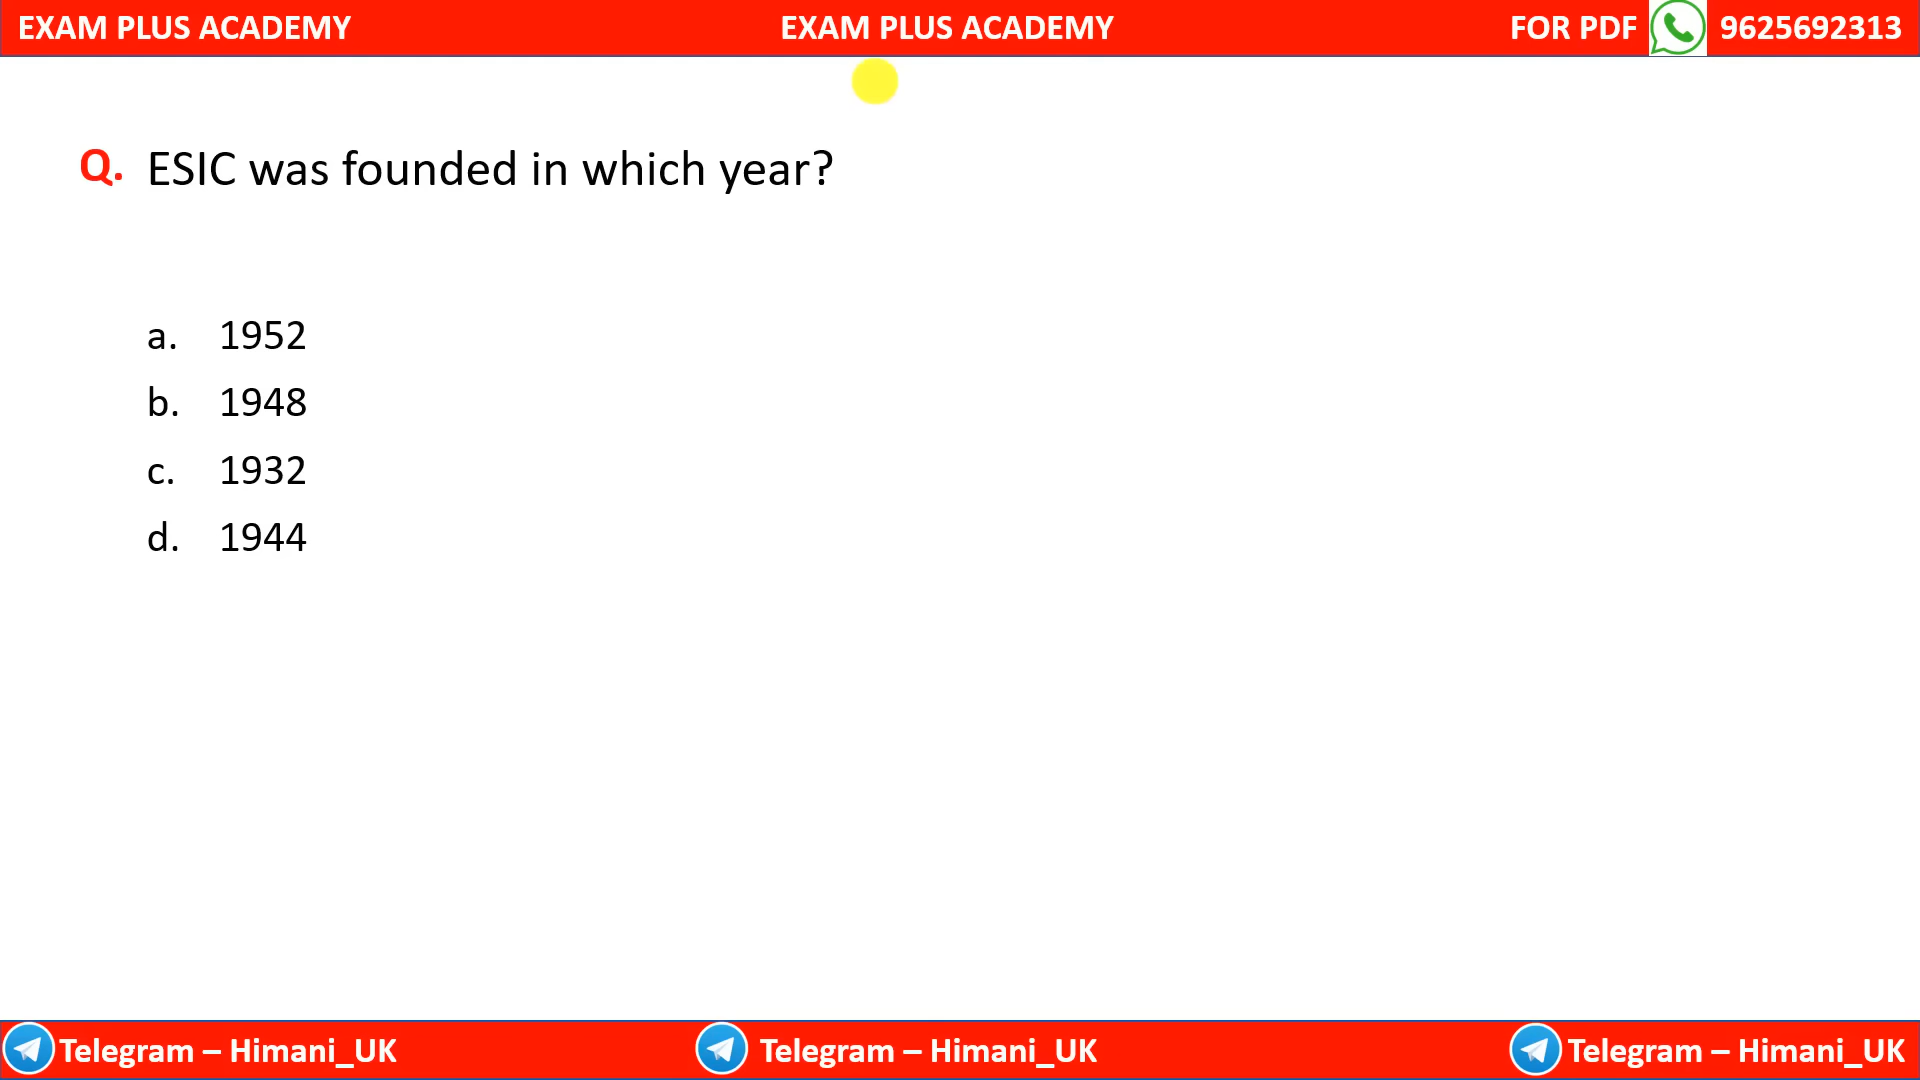 EXAM PLUS ACADEMY EXAM PLUS ACADEMY FOR PDF 9625692313
Q. ESIC was founded in which year?
a. 1952
b. 1948
c. 1932
d. 1944
Telegram – Himani_UK Telegram – Himani_UK Telegram – Himani_UK